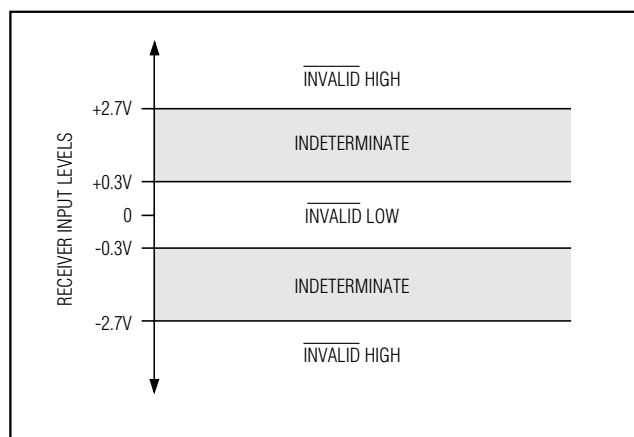 RECEIVER INPUT LEVELS
INVALID HIGH
+2.7V
INDETERMINATE
+0.3V
0
INVALID LOW
-0.3V
INDETERMINATE
-2.7V
INVALID HIGH